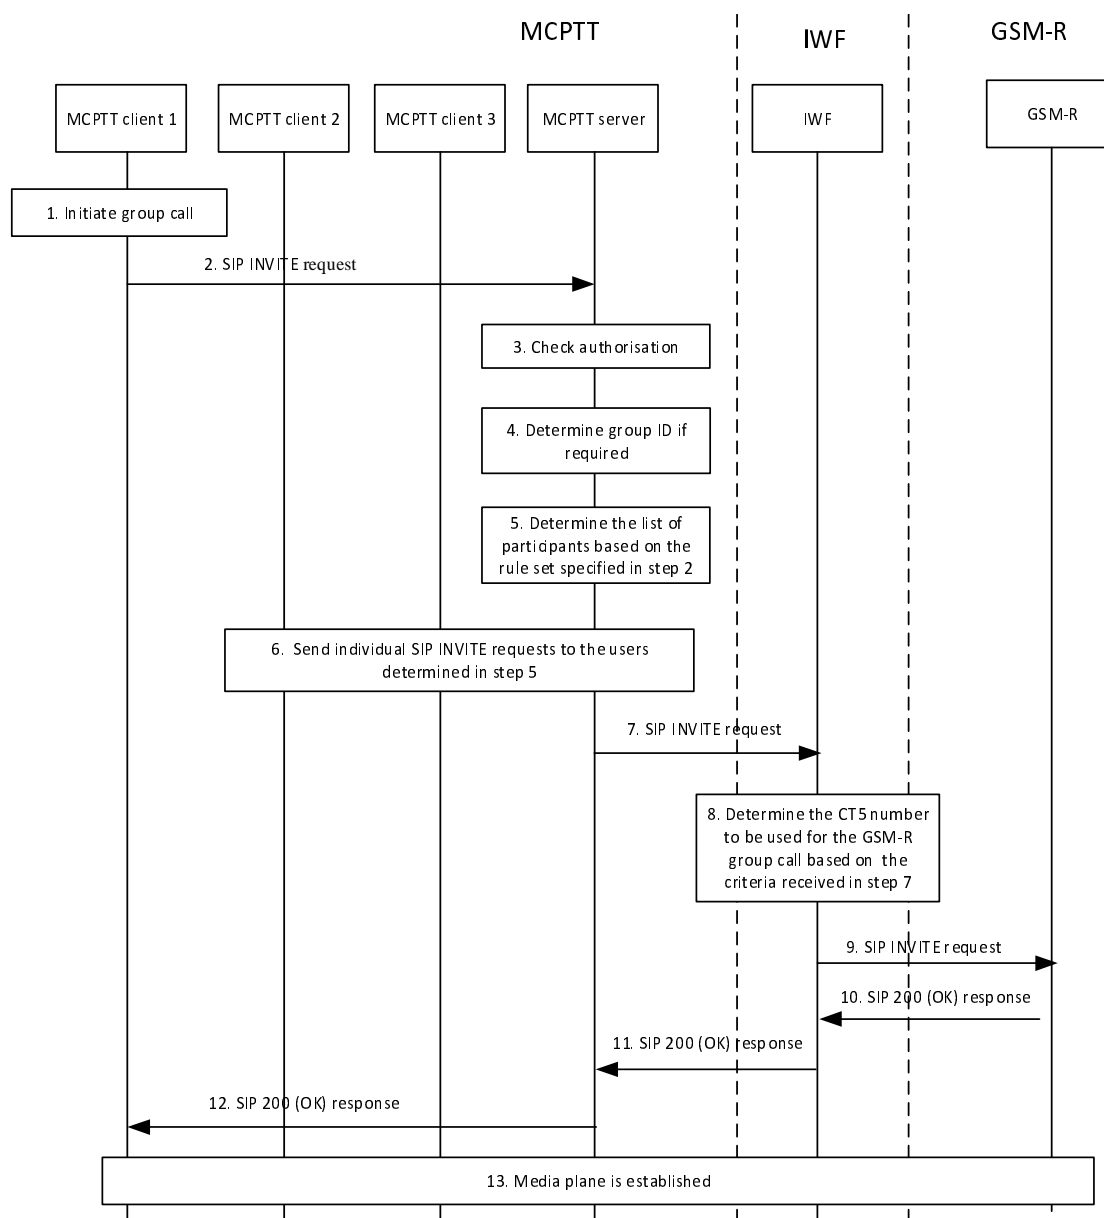 MCPTT
IWF
GSM-R
MCPTT client 1
MCPTT client 2
MCPTT client 3
MCPTT server
IWF
GSM-R
1. Initiate group call
2. SIP INVITE request
3. Check authorisation
4. Determine group ID if
required
5. Determine the list of
participants based on the
rule set specified in step 2
6. Send individual SIP INVITE requests to the users
determined in step 5
7. SIP INVITE request
8. Determine the CT5 number
to be used for the GSM-R
group call based on the
criteria received in step 7
9. SIP INVITE request
10. SIP 200 (OK) response
11. SIP 200 (OK) response
12. SIP 200 (OK) response
13. Media plane is established